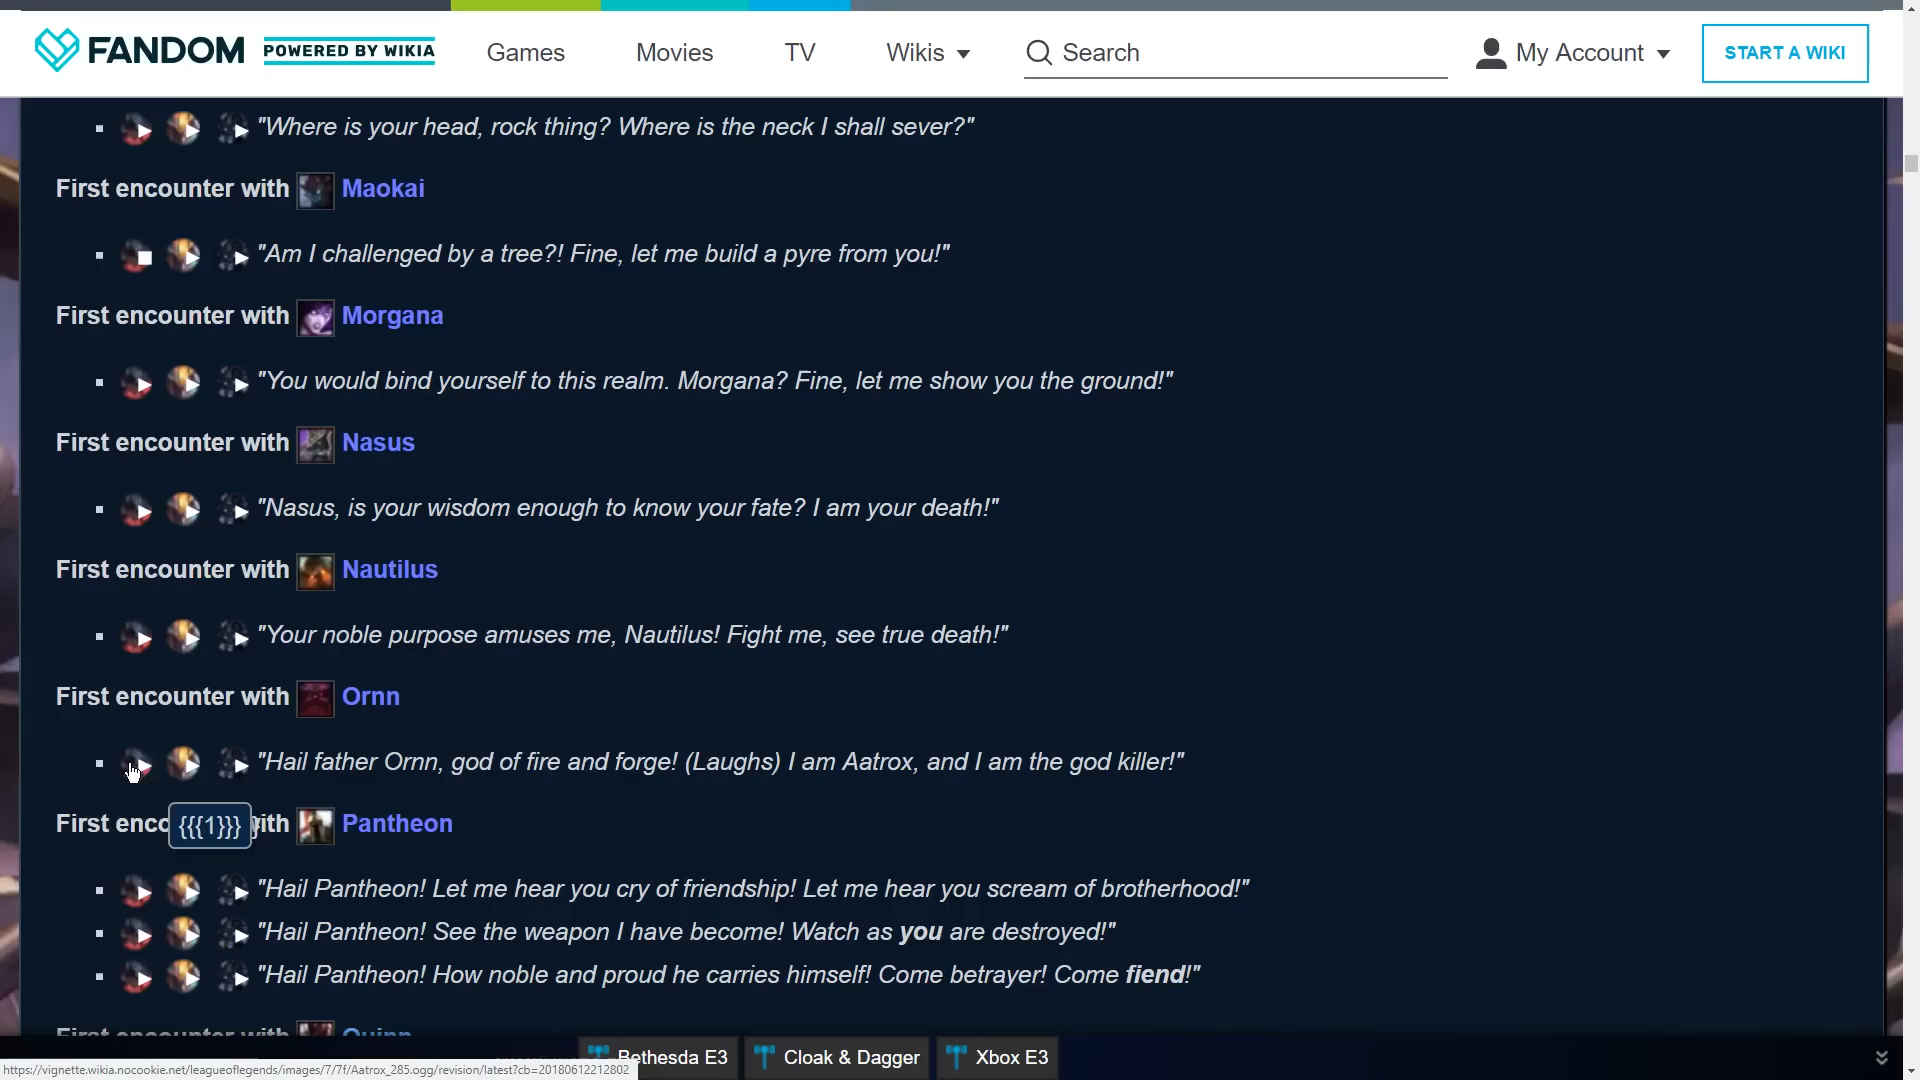 FANDOM POWERED BY WIKIA Games Movies TV Wikis Search My Account START A WIKI
"Where is your head, rock thing? Where is the neck I shall sever?"
First encounter with Maokai
"Am I challenged by a tree?! Fine, let me build a pyre from you!"
First encounter with Morgana
"You would bind yourself to this realm. Morgana? Fine, let me show you the ground!"
First encounter with Nasus
"Nasus, is your wisdom enough to know your fate? I am your death!"
First encounter with Nautilus
"Your noble purpose amuses me, Nautilus! Fight me, see true death!"
First encounter with Ornn
"Hail father Ornn, god of fire and forge! (Laughs) I am Aatrox, and I am the god killer!"
First enco {{{1}}} ith Pantheon
"Hail Pantheon! Let me hear you cry of friendship! Let me hear you scream of brotherhood!"
"Hail Pantheon! See the weapon I have become! Watch as you are destroyed!"
"Hail Pantheon! How noble and proud he carries himself! Come betrayer! Come fiend!"
First encounter with Quinn
Bethesda E3 Cloak & Dagger Xbox E3
https://vignette.wikia.nocookie.net/leagueoflegends/images/7/7f/Aatrox_285.ogg/revision/latest?cb=20180612212802